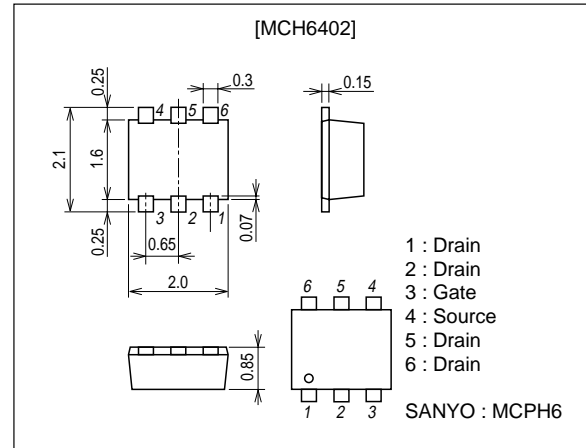 [MCH6402]
0.25
0.3
0.15
4 5 6
2.1
1.6
3 2 1
0.25
0.65
0.07
2.0
1 : Drain
2 : Drain
3 : Gate
4 : Source
5 : Drain
6 : Drain
6 5 4
0.85
1 2 3
SANYO : MCPH6